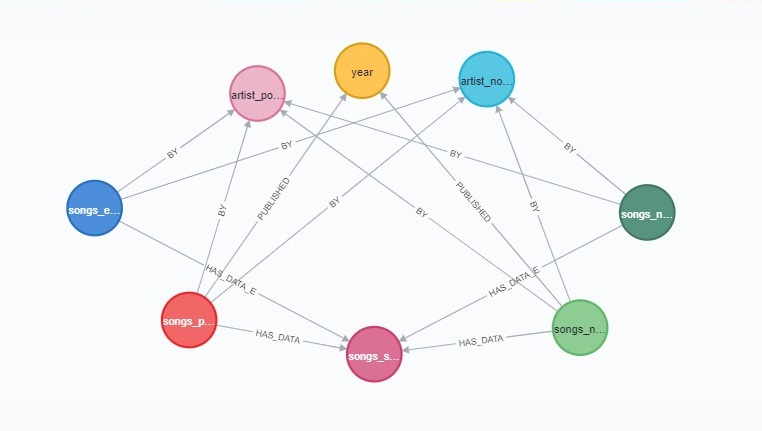 year
artist_po...
artist_no...
BY
BY
BY
BY
PUBLISHED
PUBLISHED
BY
BY
BY
BY
songs_e...
songs_n...
HAS_DATA_E
HAS_DATA_E
songs_p...
songs_n...
HAS_DATA
HAS_DATA
songs_s...